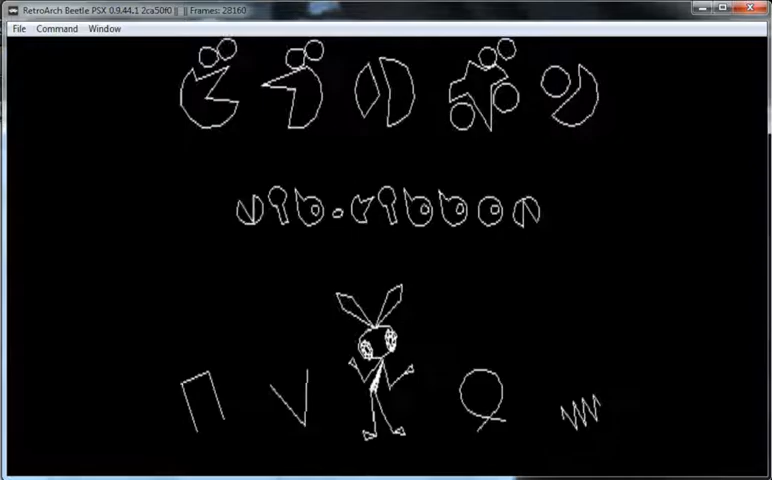 RetroArch Beetle PSX 0.9.44.1 2ca50f0 || || Frames: 28160
File Command Window
vib-ribbon